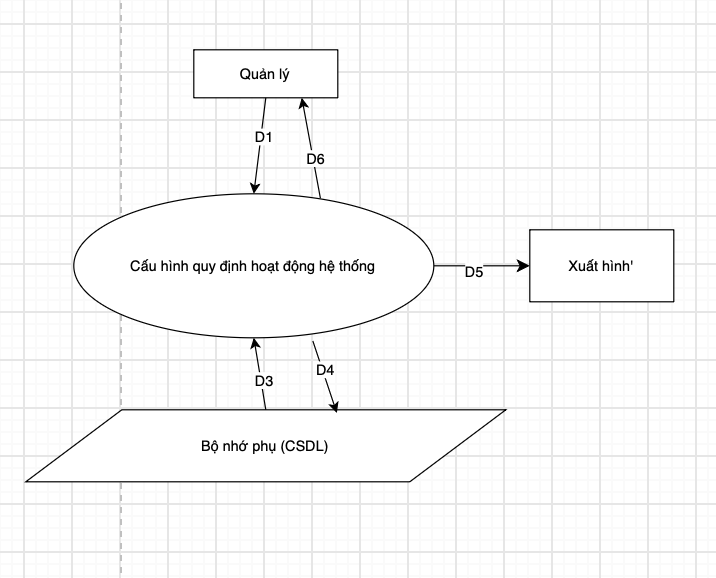 Quản lý
D1
D6
Cấu hình quy định hoạt động hệ thống
D5
Xuất hình'
D3
D4
Bộ nhớ phụ (CSDL)